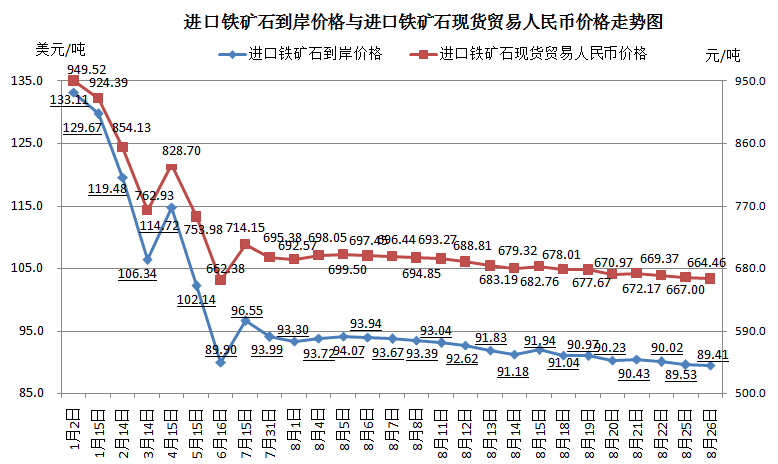 进口铁矿石到岸价格与进口铁矿石现货贸易人民币价格走势图
美元/吨
进口铁矿石到岸价格
进口铁矿石现货贸易人民币价格
元/吨
135.0
125.0
115.0
105.0
95.0
85.0
950.0
860.0
770.0
680.0
590.0
500.0
949.52
924.39
854.13
762.93
828.70
753.98
662.38
714.15
695.38
692.57
698.05
699.50
697.45
696.44
694.85
693.27
688.81
683.19
679.32
682.76
678.01
677.67
670.97
672.17
669.37
667.00
664.46
133.11
129.67
119.48
106.34
114.72
102.14
89.90
96.55
93.99
93.30
93.72
94.07
93.94
93.67
93.39
93.04
92.62
91.83
91.18
91.94
91.04
90.97
90.23
90.43
90.02
89.53
89.41
1月2日
1月15日
2月14日
3月14日
4月15日
5月15日
6月16日
7月15日
7月31日
8月1日
8月4日
8月5日
8月6日
8月7日
8月8日
8月11日
8月12日
8月13日
8月14日
8月15日
8月18日
8月19日
8月20日
8月21日
8月22日
8月25日
8月26日